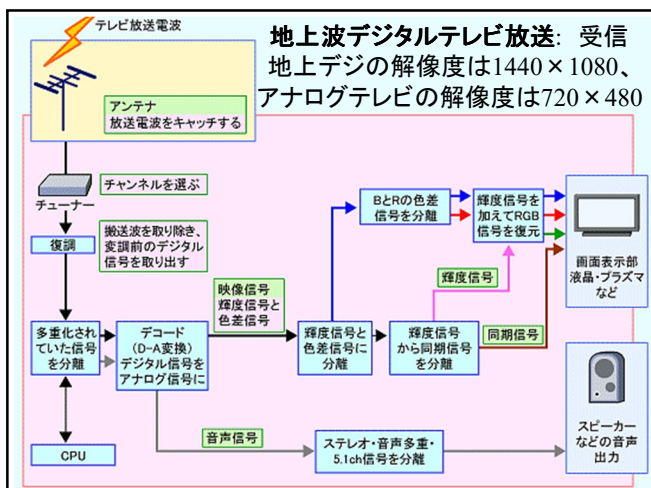 テレビ放送電波
地上波デジタルテレビ放送: 受信
地上デジの解像度は1440×1080、
アナログテレビの解像度は720×480
アンテナ
放送電波をキャッチする
チャンネルを選ぶ
チューナー
復調
搬送波を取り除き、
変調前のデジタル
信号を取り出す
多重化され
ていた信号
を分離
CPU
デコード
(D-A変換)
デジタル信号を
アナログ信号に
映像信号
輝度信号と
色差信号
輝度信号と
色差信号に
分離
BとRの色差
信号を分離
輝度信号を
加えてRGB
信号を復元
輝度信号
輝度信号
から同期信号
を分離
同期信号
画面表示部
液晶・プラズマ
など
音声信号
ステレオ・音声多重・
5.1ch信号を分離
スピーカー
などの音声
出力